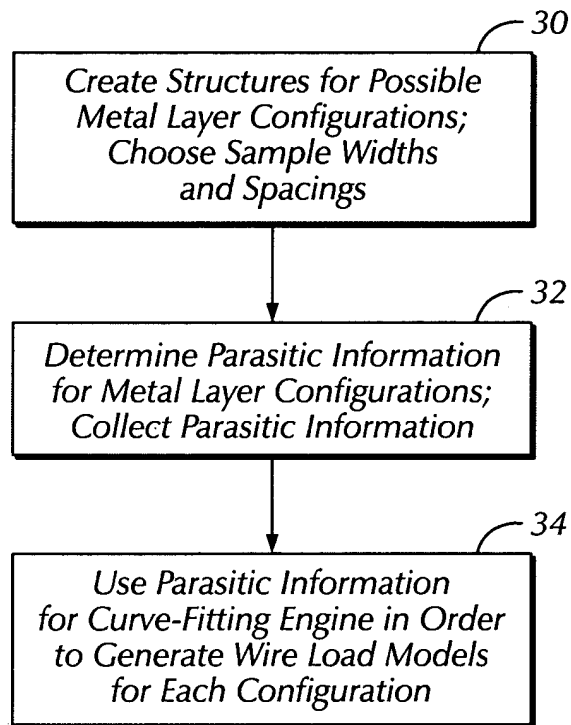 30
Create Structures for Possible
Metal Layer Configurations;
Choose Sample Widths
and Spacings
32
Determine Parasitic Information
for Metal Layer Configurations;
Collect Parasitic Information
34
Use Parasitic Information
for Curve-Fitting Engine in Order
to Generate Wire Load Models
for Each Configuration